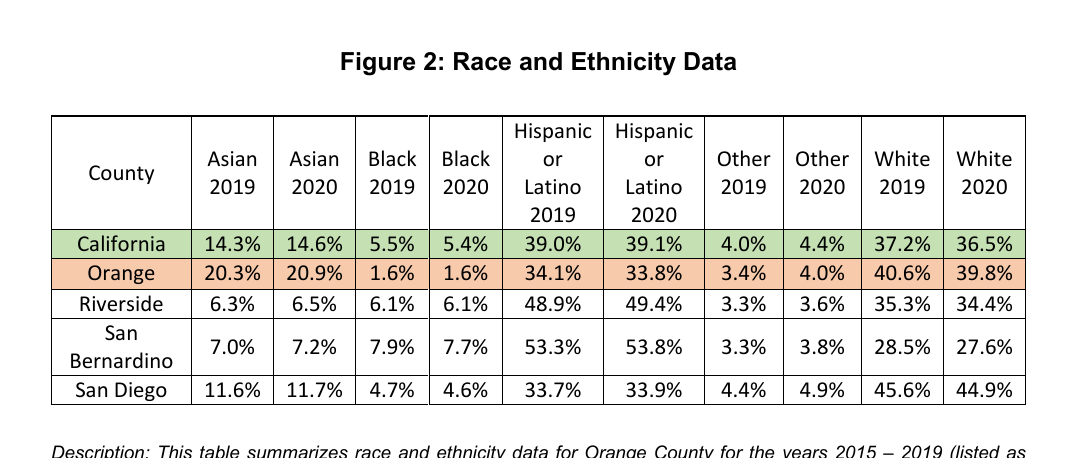 Figure 2: Race and Ethnicity Data
County | Asian 2019 | Asian 2020 | Black 2019 | Black 2020 | Hispanic or Latino 2019 | Hispanic or Latino 2020 | Other 2019 | Other 2020 | White 2019 | White 2020
California | 14.3% | 14.6% | 5.5% | 5.4% | 39.0% | 39.1% | 4.0% | 4.4% | 37.2% | 36.5%
Orange | 20.3% | 20.9% | 1.6% | 1.6% | 34.1% | 33.8% | 3.4% | 4.0% | 40.6% | 39.8%
Riverside | 6.3% | 6.5% | 6.1% | 6.1% | 48.9% | 49.4% | 3.3% | 3.6% | 35.3% | 34.4%
San Bernardino | 7.0% | 7.2% | 7.9% | 7.7% | 53.3% | 53.8% | 3.3% | 3.8% | 28.5% | 27.6%
San Diego | 11.6% | 11.7% | 4.7% | 4.6% | 33.7% | 33.9% | 4.4% | 4.9% | 45.6% | 44.9%
Description: This table summarizes race and ethnicity data for Orange County for the years 2015 – 2019 (listed as